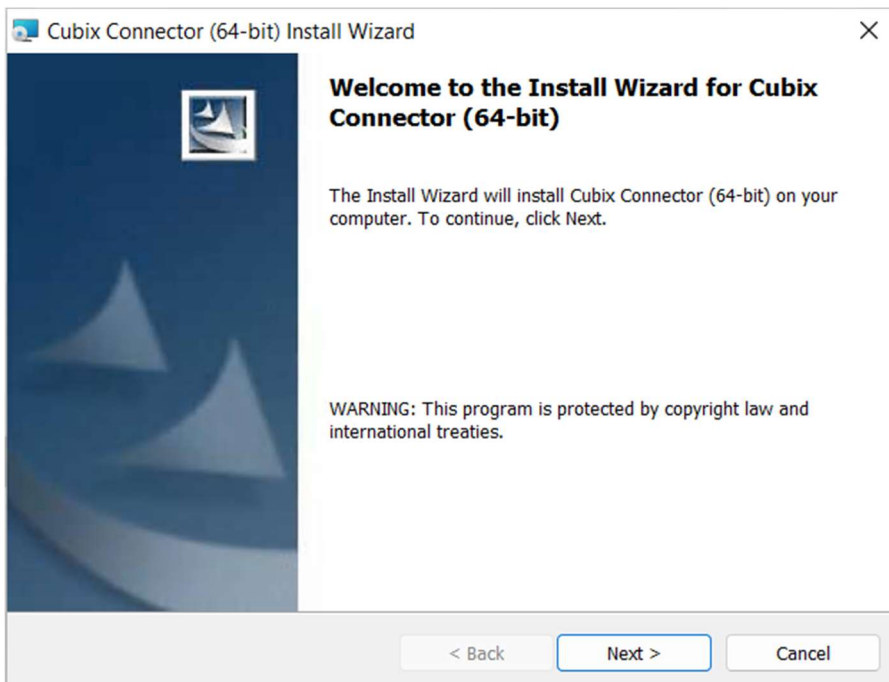 Cubix Connector (64-bit) Install Wizard
Welcome to the Install Wizard for Cubix
Connector (64-bit)
The Install Wizard will install Cubix Connector (64-bit) on your
computer. To continue, click Next.
WARNING: This program is protected by copyright law and
international treaties.
< Back
Next >
Cancel